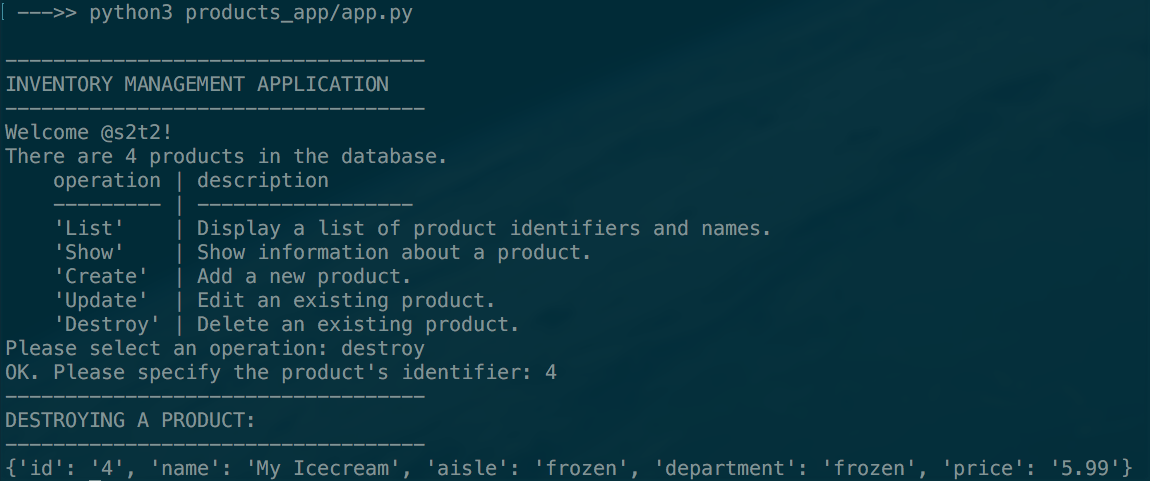 [ --->> python3 products_app/app.py
-----------------------------------
INVENTORY MANAGEMENT APPLICATION
-----------------------------------
Welcome @s2t2!
There are 4 products in the database.
    operation | description
    --------- | ------------------
    'List'    | Display a list of product identifiers and names.
    'Show'    | Show information about a product.
    'Create'  | Add a new product.
    'Update'  | Edit an existing product.
    'Destroy' | Delete an existing product.
Please select an operation: destroy
OK. Please specify the product's identifier: 4
-----------------------------------
DESTROYING A PRODUCT:
-----------------------------------
{'id': '4', 'name': 'My Icecream', 'aisle': 'frozen', 'department': 'frozen', 'price': '5.99'}